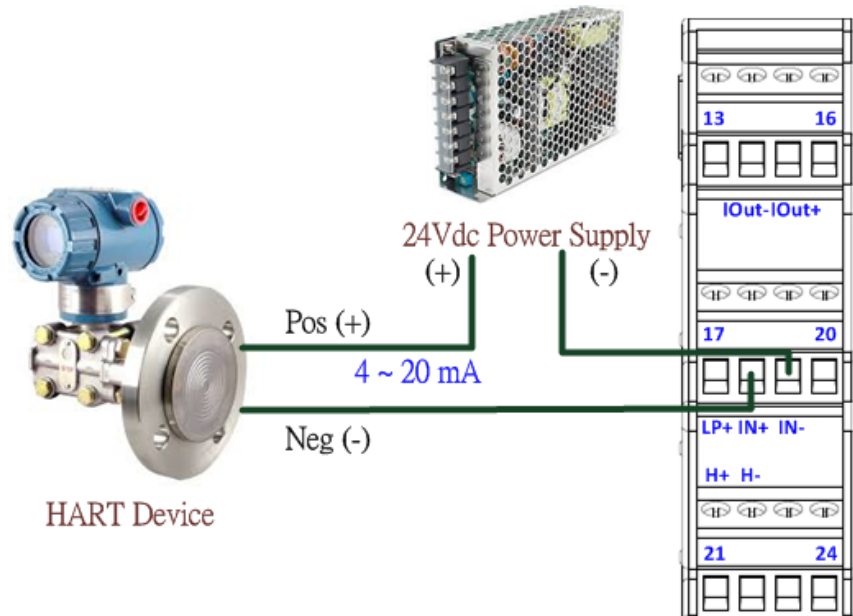 13 16
IOut-IOut+
24Vdc Power Supply
(+) (-)
Pos (+)
17 20
4 ~ 20 mA
LP+ IN+ IN-
Neg (-)
H+ H-
HART Device
21 24